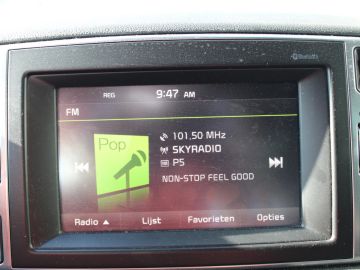 Bluetooth
REG 9:47 AM
FM
Pop
101.50 MHz
SKYRADIO
P5
NON-STOP FEEL GOOD
Radio ▲ Lijst Favorieten Opties